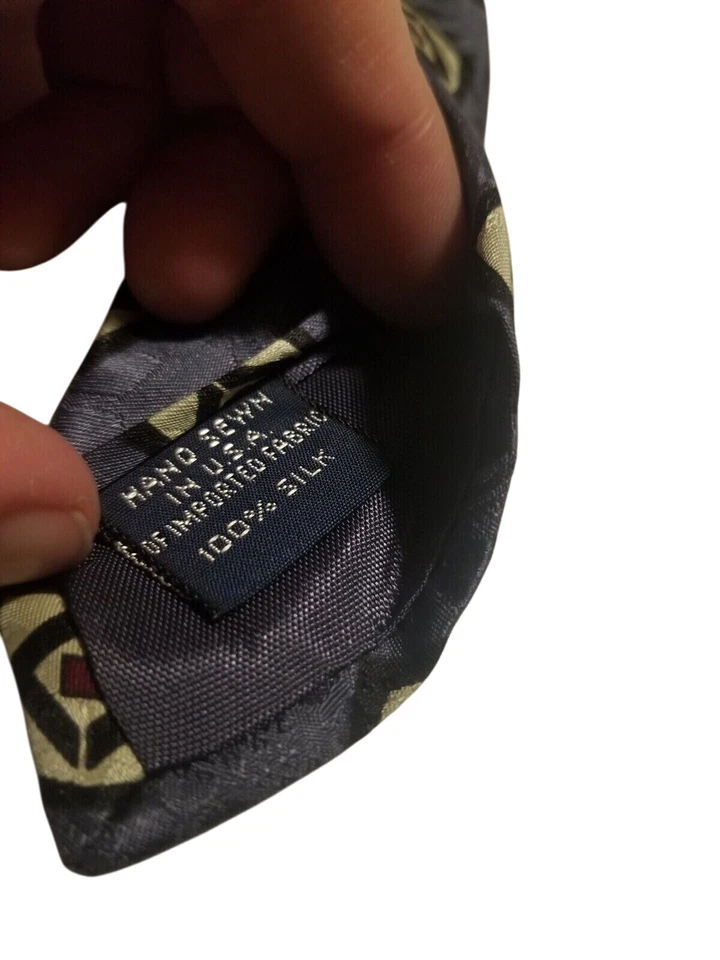 HAND SEWN
IN U.S.A.
OF IMPORTED FABRIC
100% SILK